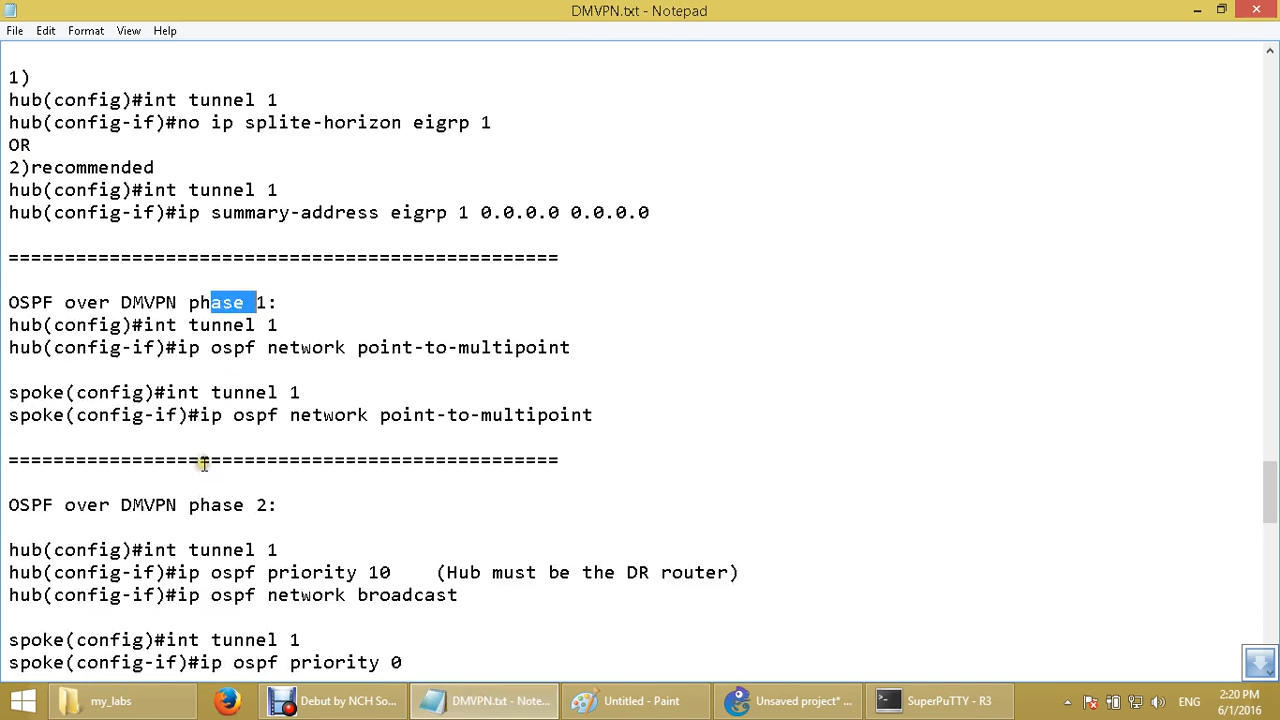 DMVPN.txt - Notepad
File Edit Format View Help
1)
hub(config)#int tunnel 1
hub(config-if)#no ip splite-horizon eigrp 1
OR
2)recommended
hub(config)#int tunnel 1
hub(config-if)#ip summary-address eigrp 1 0.0.0.0 0.0.0.0
=================================================
OSPF over DMVPN phase 1:
hub(config)#int tunnel 1
hub(config-if)#ip ospf network point-to-multipoint
spoke(config)#int tunnel 1
spoke(config-if)#ip ospf network point-to-multipoint
=================================================
OSPF over DMVPN phase 2:
hub(config)#int tunnel 1
hub(config-if)#ip ospf priority 10    (Hub must be the DR router)
hub(config-if)#ip ospf network broadcast
spoke(config)#int tunnel 1
spoke(config-if)#ip ospf priority 0
my_labs Debut by NCH So... DMVPN.txt - Note... Untitled - Paint Unsaved project* ... SuperPuTTY - R3 ENG 2:20 PM
6/1/2016